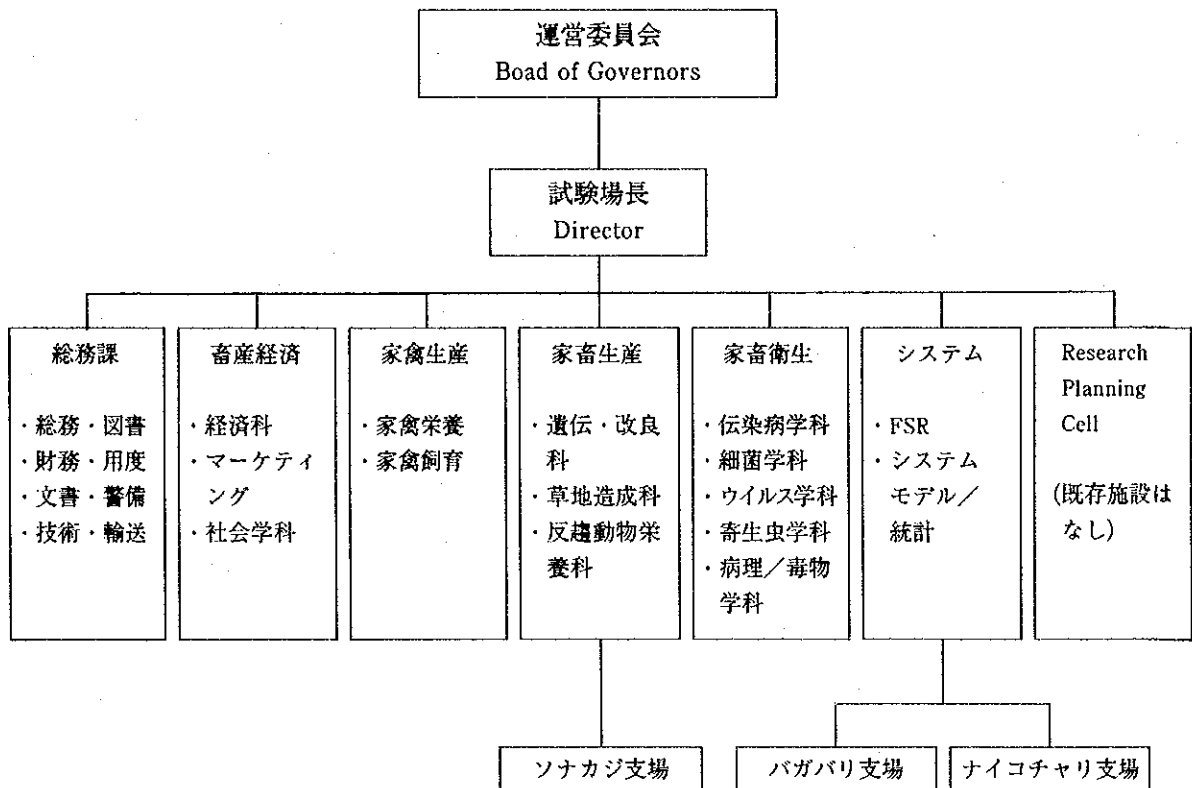 運営委員会
Boad of Governors
試験場長
Director
総務課
・総務・図書
・財務・用度
・文書・警備
・技術・輸送
畜産経済
・経済科
・マーケティ
ング
・社会学科
家禽生産
・家禽栄養
・家禽飼育
家畜生産
・遺伝・改良
科
・草地造成科
・反趨動物栄
養科
家畜衛生
・伝染病学科
・細菌学科
・ウイルス学科
・寄生虫学科
・病理／毒物
学科
システム
・FSR
・システム
モデル／
統計
Research
Planning
Cell
(既存施設は
なし)
ソナカジ支場
バガバリ支場
ナイコチャリ支場